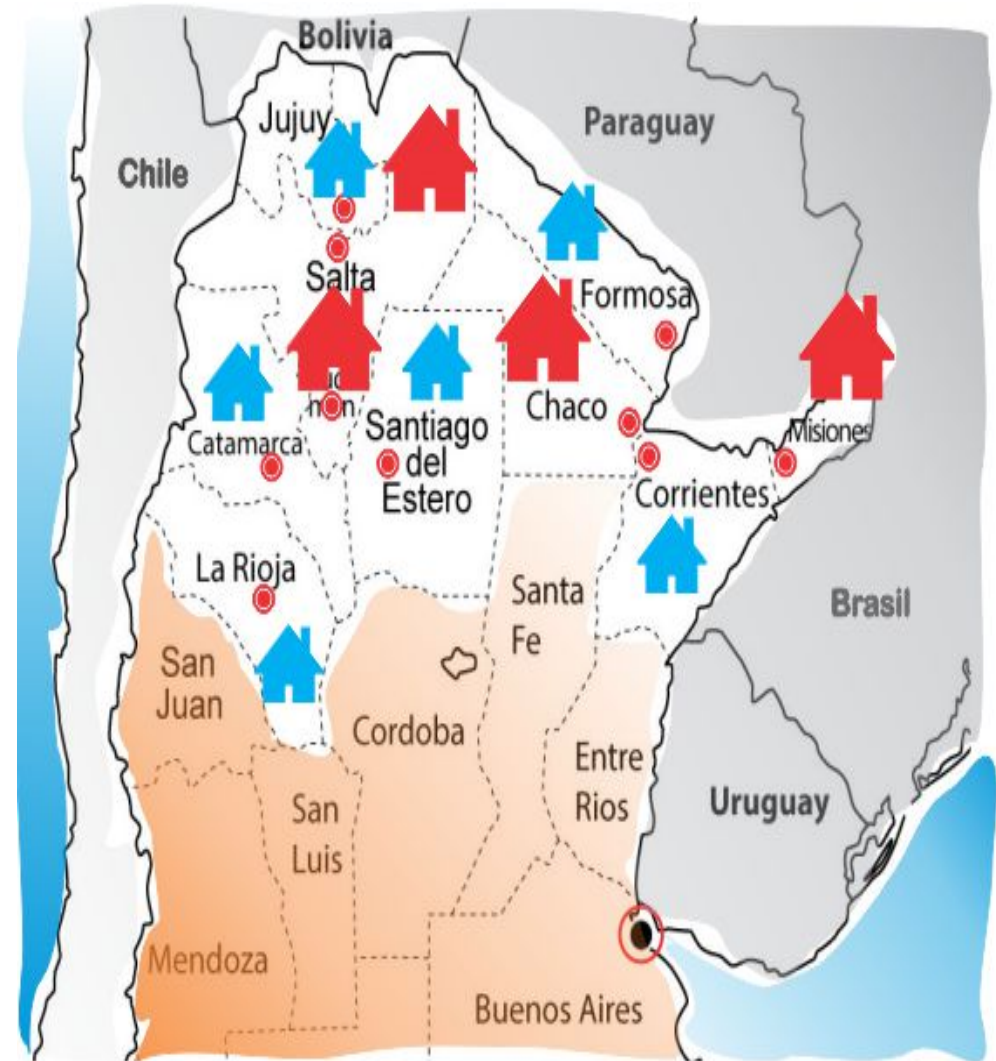 Bolivia
Jujuy
Paraguay
Chile
Salta
Formosa
Chaco
Misiones
Santiago
del
Estero
Catamarca
Corrientes
La Rioja
Santa
Fe
Brasil
San
Juan
Cordoba
Entre
Rios
Uruguay
San
Luis
Mendoza
Buenos Aires